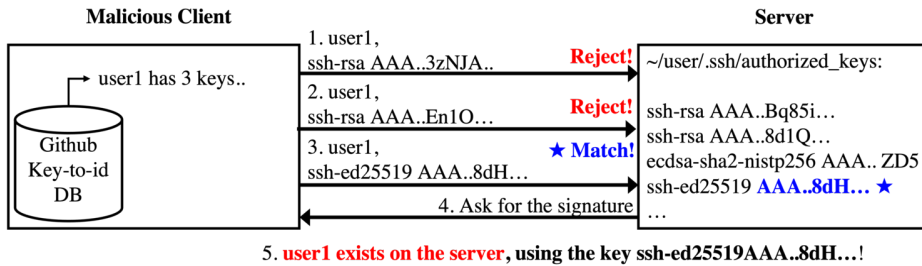 Malicious Client
Server
user1 has 3 keys..
Github
Key-to-id
DB
1. user1,
ssh-rsa AAA..3zNJA..
Reject!
2. user1,
ssh-rsa AAA..En1O…
Reject!
3. user1,
ssh-ed25519 AAA..8dH…
★ Match!
4. Ask for the signature
~/user/.ssh/authorized_keys:
ssh-rsa AAA..Bq85i…
ssh-rsa AAA..8d1Q…
ecdsa-sha2-nistp256 AAA.. ZD5
ssh-ed25519 AAA..8dH… ★
…
5. user1 exists on the server, using the key ssh-ed25519AAA..8dH…!